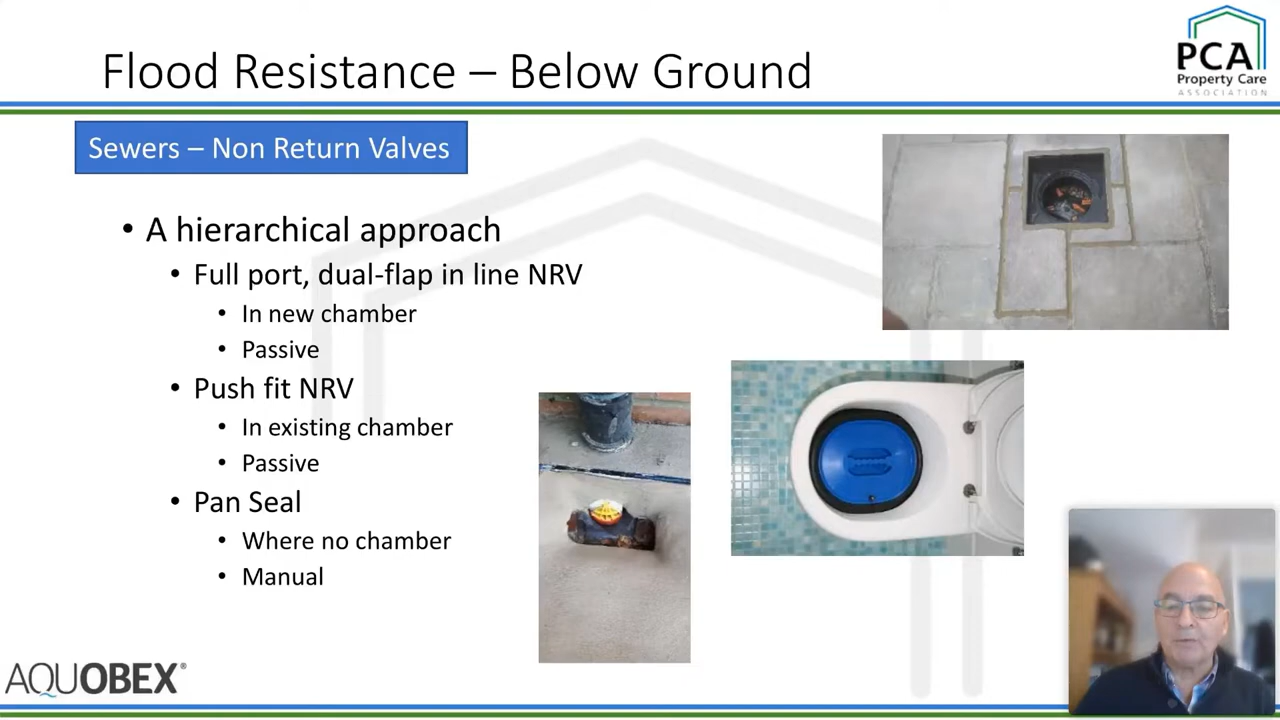 Flood Resistance – Below Ground
PCA
Property Care
ASSOCIATION
Sewers – Non Return Valves
• A hierarchical approach
• Full port, dual-flap in line NRV
• In new chamber
• Passive
• Push fit NRV
• In existing chamber
• Passive
• Pan Seal
• Where no chamber
• Manual
AQUOBEX®